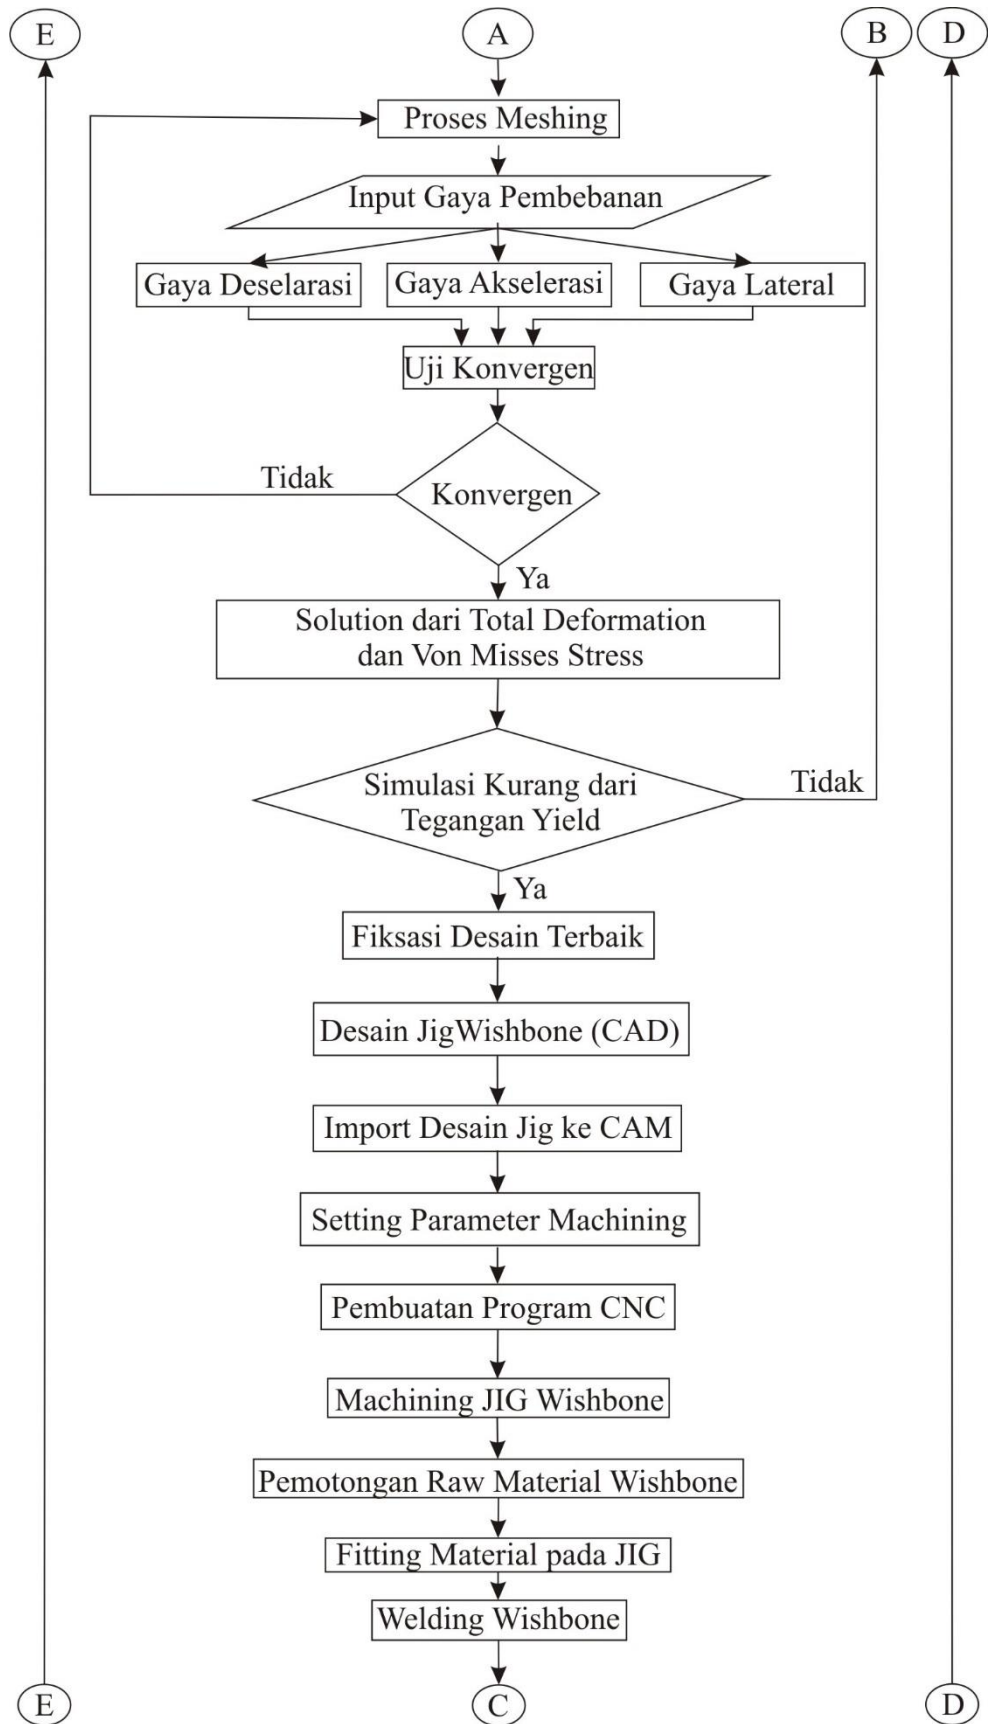 E
A
B
D
Proses Meshing
Input Gaya Pembebanan
Gaya Deselarasi
Gaya Akselerasi
Gaya Lateral
Uji Konvergen
Tidak
Konvergen
Ya
Solution dari Total Deformation
dan Von Misses Stress
Simulasi Kurang dari
Tegangan Yield
Tidak
Ya
Fiksasi Desain Terbaik
Desain JigWishbone (CAD)
Import Desain Jig ke CAM
Setting Parameter Machining
Pembuatan Program CNC
Machining JIG Wishbone
Pemotongan Raw Material Wishbone
Fitting Material pada JIG
Welding Wishbone
E
C
D